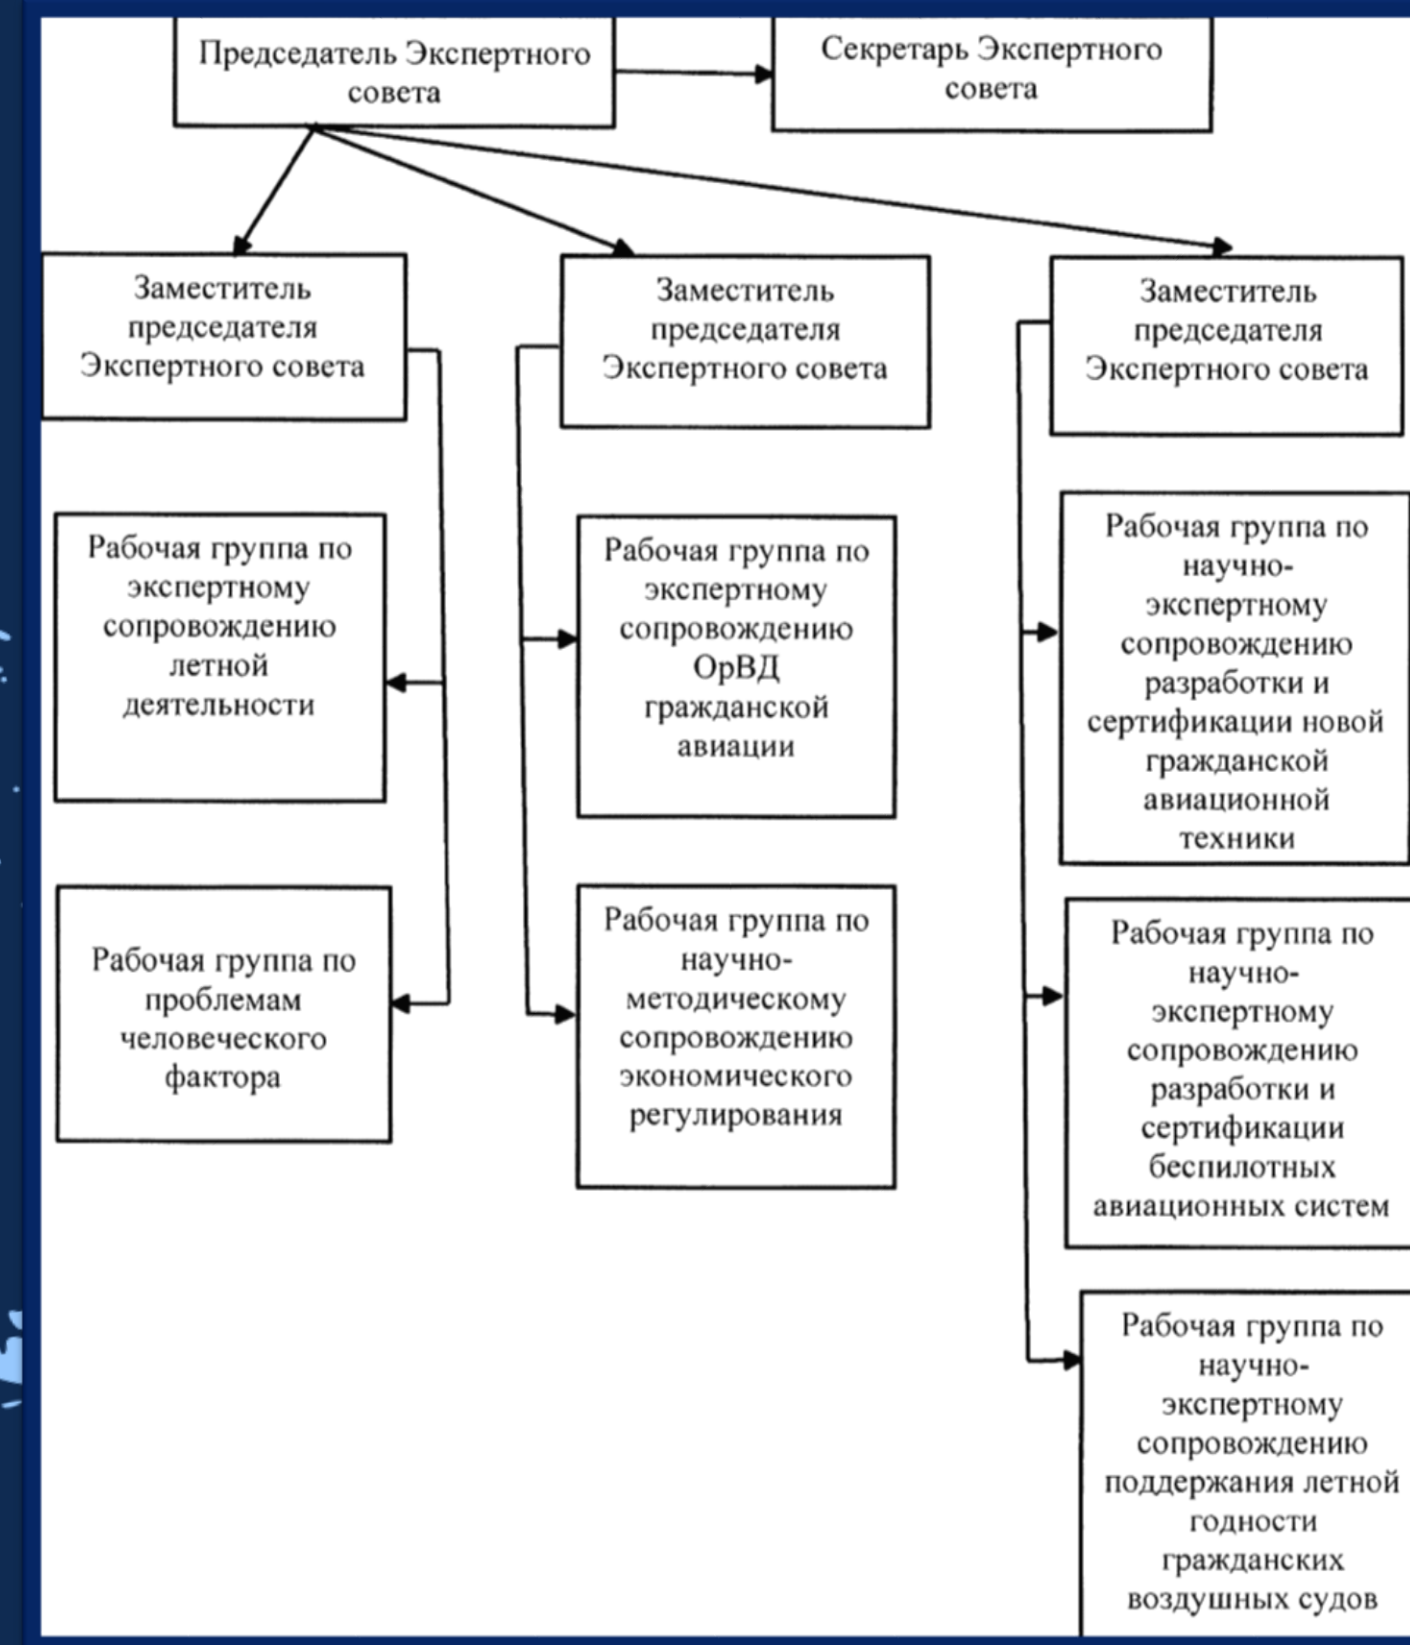 Председатель Экспертного
совета
Секретарь Экспертного
совета
Заместитель
председателя
Экспертного совета
Заместитель
председателя
Экспертного совета
Заместитель
председателя
Экспертного совета
Рабочая группа по
экспертному
сопровождению
летной
деятельности
Рабочая группа по
проблемам
человеческого
фактора
Рабочая группа по
экспертному
сопровождению
ОрВД
гражданской
авиации
Рабочая группа по
научно-
методическому
сопровождению
экономического
регулирования
Рабочая группа по
научно-
экспертному
сопровождению
разработки и
сертификации новой
гражданской
авиационной
техники
Рабочая группа по
научно-
экспертному
сопровождению
разработки и
сертификации
беспилотных
авиационных систем
Рабочая группа по
научно-
экспертному
сопровождению
поддержания летной
годности
гражданских
воздушных судов